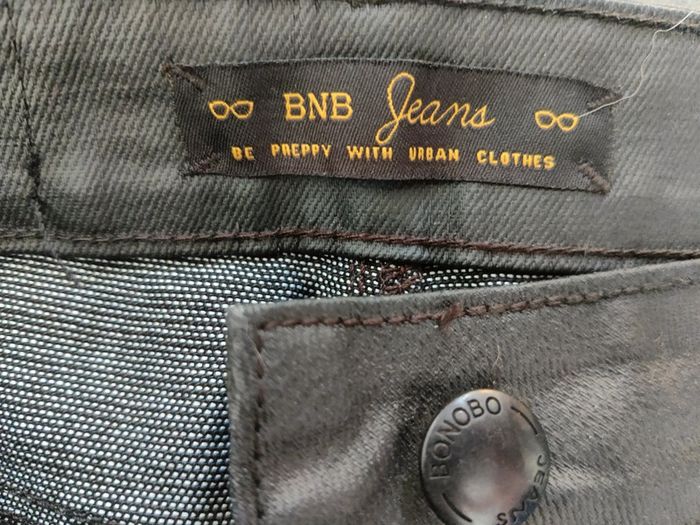 BNB Jeans
BE PREPPY WITH URBAN CLOTHES
BONOBO
JEANS